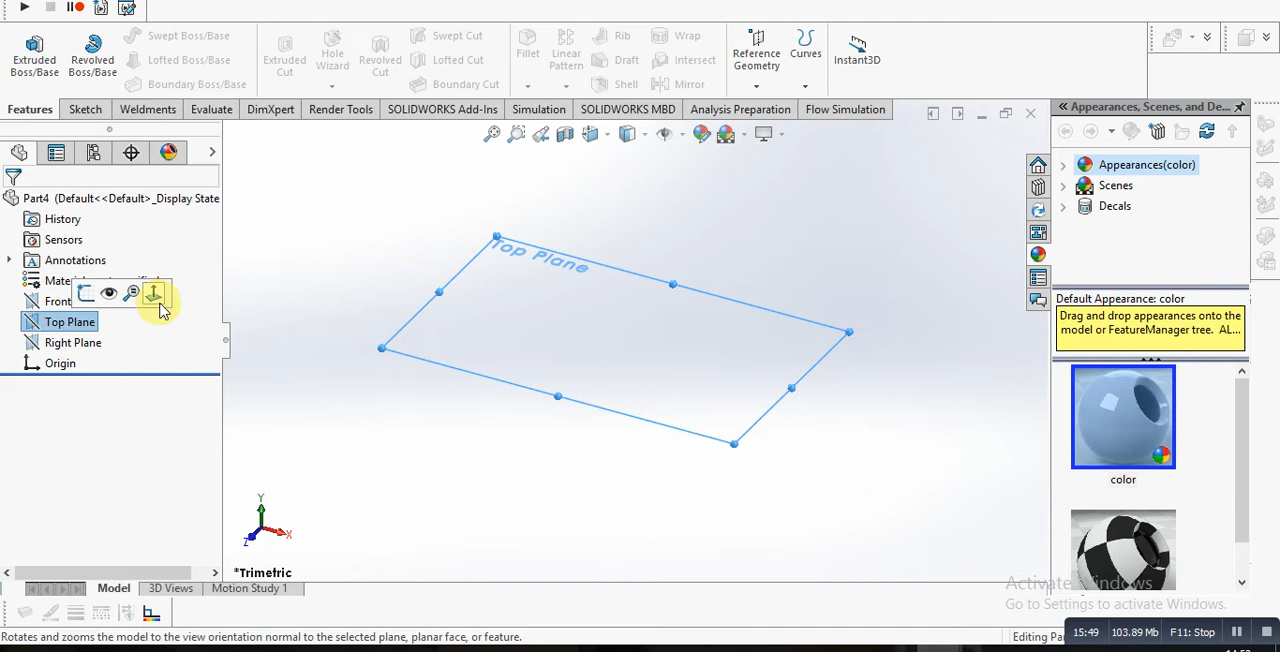 Swept Boss/Base
Swept Cut
Rib
Wrap
Extruded Boss/Base
Revolved Boss/Base
Lofted Boss/Base
Extruded Cut
Hole Wizard
Revolved Cut
Lofted Cut
Fillet
Linear Pattern
Draft
Intersect
Reference Geometry
Curves
Instant3D
Boundary Boss/Base
Boundary Cut
Shell
Mirror
Features
Sketch
Weldments
Evaluate
DimXpert
Render Tools
SOLIDWORKS Add-Ins
Simulation
SOLIDWORKS MBD
Analysis Preparation
Flow Simulation
Appearances, Scenes, and De...
Part4 (Default<<Default>_Display State
History
Sensors
Annotations
Front
Top Plane
Right Plane
Origin
Top Plane
Appearances(color)
Scenes
Decals
Default Appearance: color
Drag and drop appearances onto the
model or FeatureManager tree. AL...
color
Y
X
Z
*Trimetric
Model
3D Views
Motion Study 1
Activate Windows
Go to Settings to activate Windows.
Rotates and zooms the model to the view orientation normal to the selected plane, planar face, or feature.
Editing Pa
15:49
103.89 Mb
F11: Stop